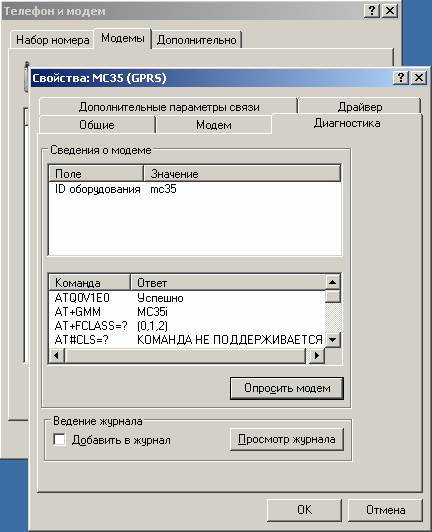 Телефон и модем
Набор номера Модемы Дополнительно
Свойства: MC35 (GPRS)
Дополнительные параметры связи Драйвер
Общие Модем Диагностика
Сведения о модеме
Поле Значение
ID оборудования mc35
Команда Ответ
ATQ0V1E0 Успешно
AT+GMM MC35i
AT+FCLASS=? (0,1,2)
AT#CLS=? КОМАНДА НЕ ПОДДЕРЖИВАЕТСЯ
Опросить модем
Ведение журнала
Добавить в журнал Просмотр журнала
OK Отмена